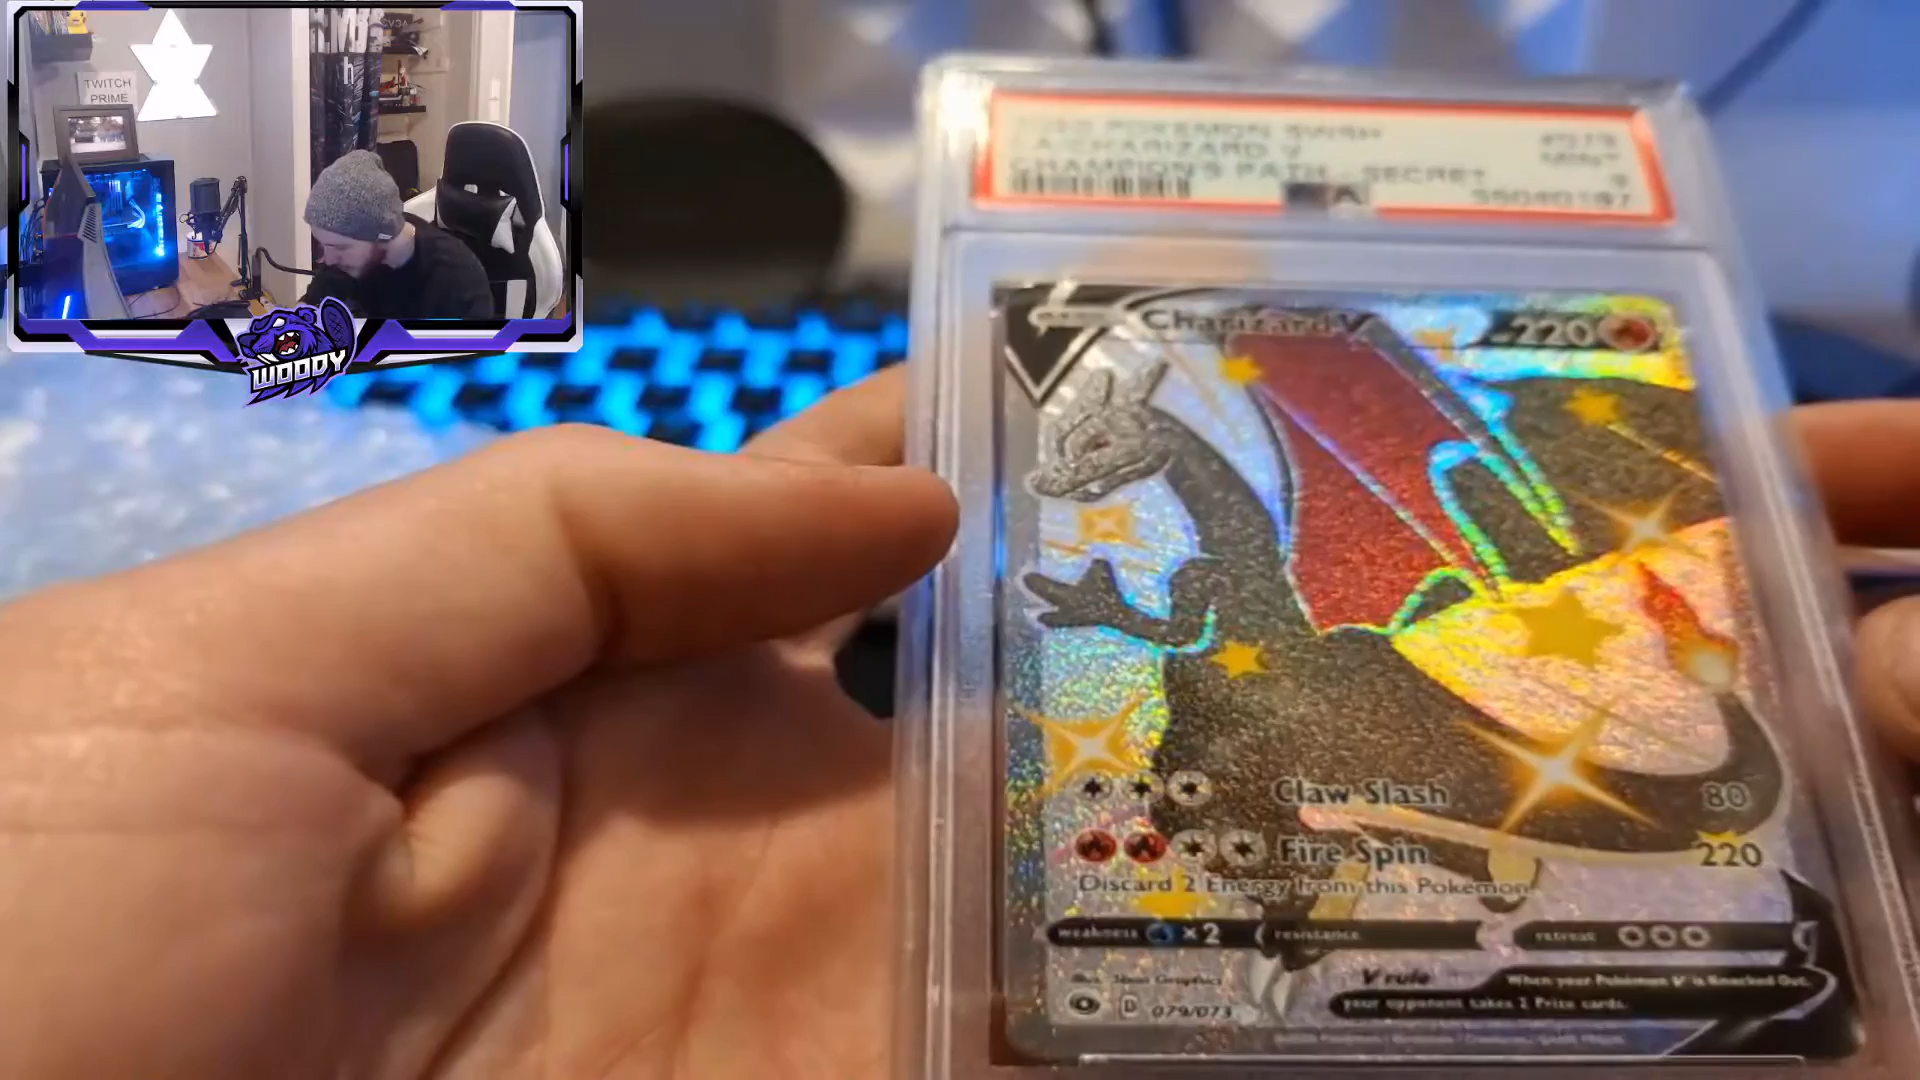 TWITCH
PRIME
WOODY
POKEMON SWSH
CHARIZARD V
CHAMPION'S PATH - SECRET
#079
MINT
9
55040187
Charizard V
220
Claw Slash 80
Fire Spin 220
Discard 2 Energy from this Pokémon.
weakness ×2 resistance retreat
V rule When your Pokémon V is Knocked Out,
your opponent takes 2 Prize cards.
D 079/073